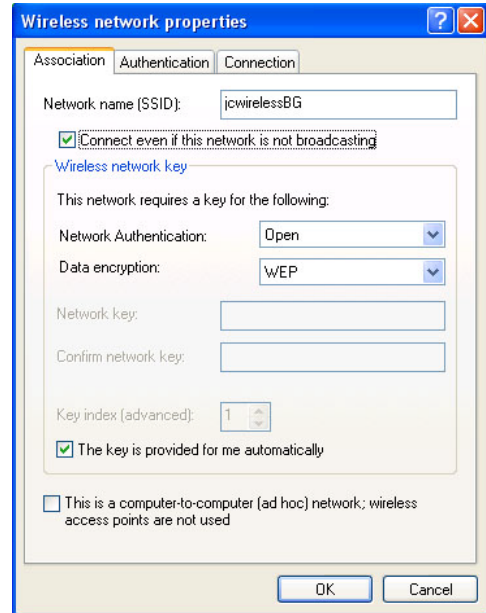 Wireless network properties
Association Authentication Connection
Network name (SSID): jcwirelessBG
Connect even if this network is not broadcasting
Wireless network key
This network requires a key for the following:
Network Authentication: Open
Data encryption: WEP
Network key:
Confirm network key:
Key index (advanced): 1
The key is provided for me automatically
This is a computer-to-computer (ad hoc) network; wireless
access points are not used
OK Cancel